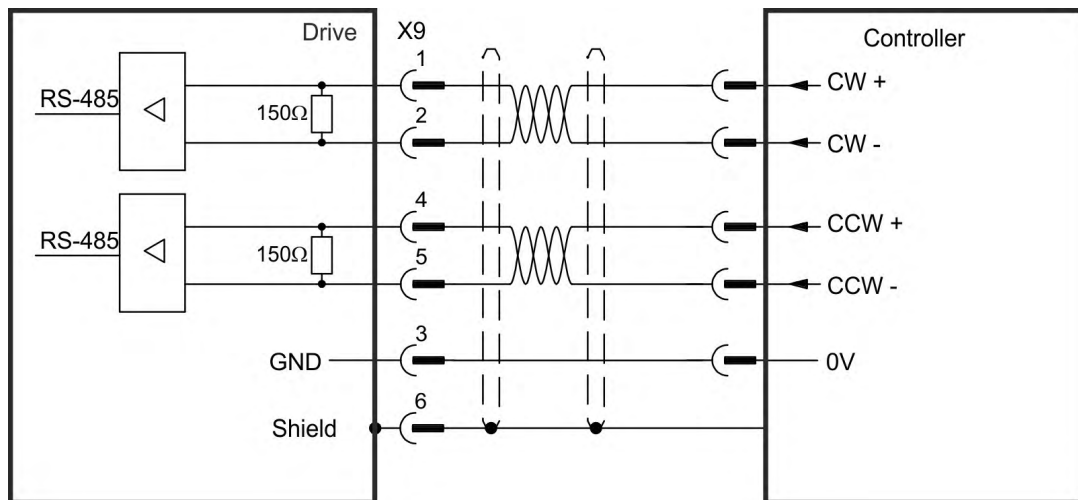 Drive
X9
Controller
1
CW +
RS-485
150Ω
2
CW -
4
CCW +
RS-485
150Ω
5
CCW -
3
GND
0V
6
Shield